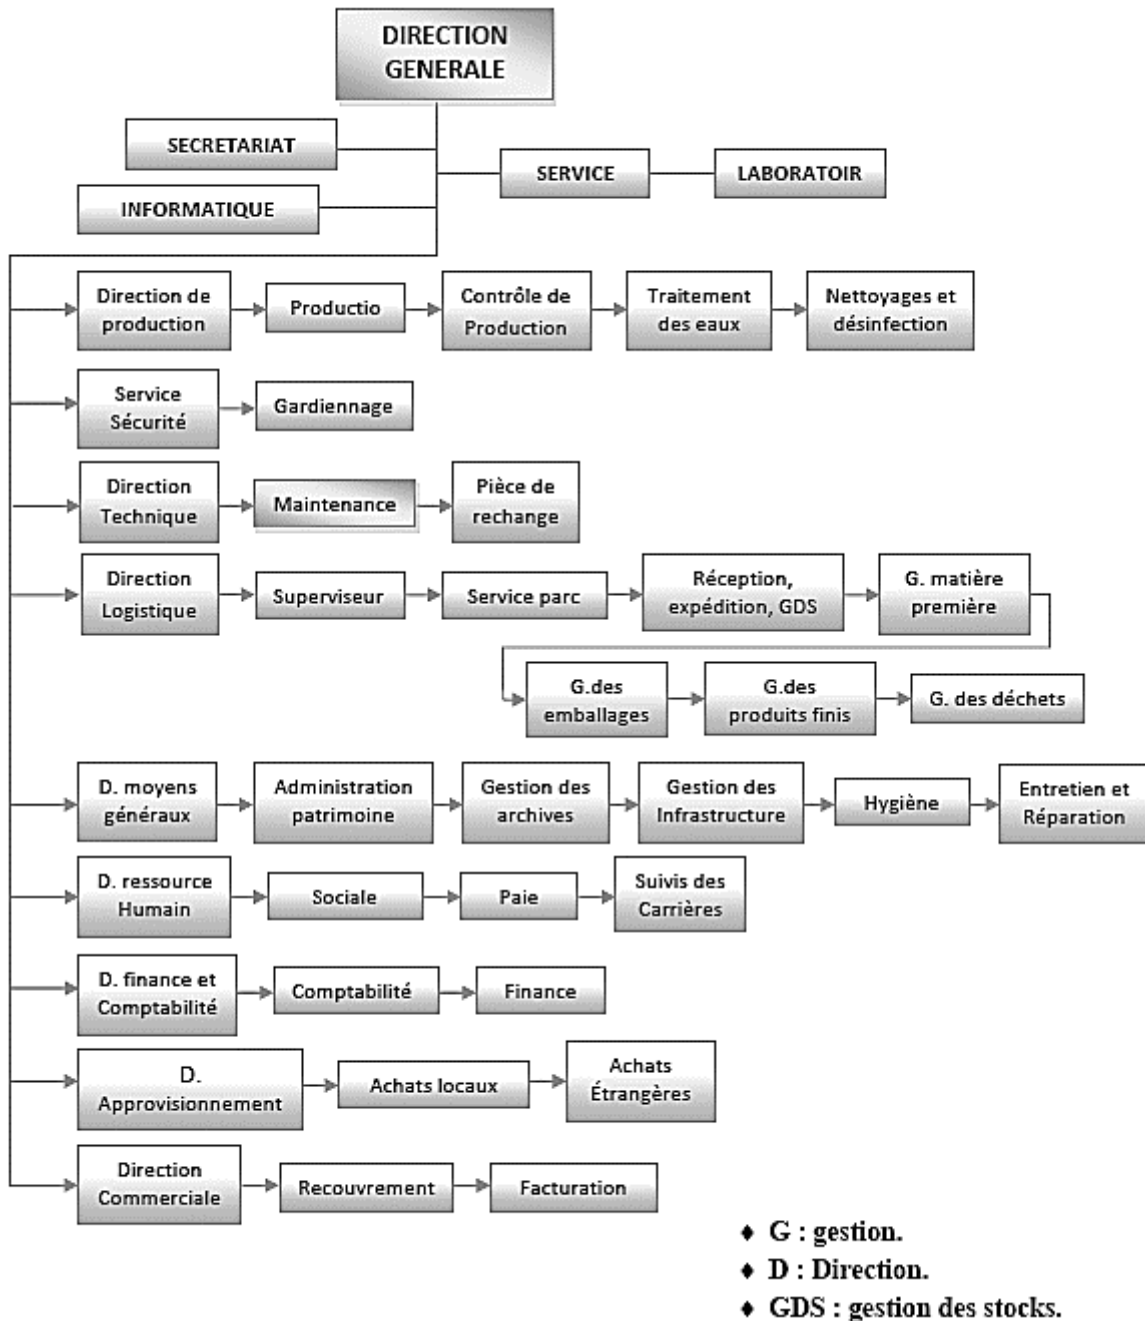 DIRECTION
GENERALE
SECRETARIAT
SERVICE
LABORATOIR
INFORMATIQUE
Direction de
production
Productio
Contrôle de
Production
Traitement
des eaux
Nettoyages et
désinfection
Service
Sécurité
Gardiennage
Direction
Technique
Maintenance
Pièce de
rechange
Direction
Logistique
Superviseur
Service parc
Réception,
expédition, GDS
G. matière
première
G.des
emballages
G.des
produits finis
G. des déchets
D. moyens
généraux
Administration
patrimoine
Gestion des
archives
Gestion des
Infrastructure
Hygiène
Entretien et
Réparation
D. ressource
Humain
Sociale
Paie
Suivis des
Carrières
D. finance et
Comptabilité
Comptabilité
Finance
D.
Approvisionnement
Achats locaux
Achats
Étrangères
Direction
Commerciale
Recouvrement
Facturation
♦ G : gestion.
♦ D : Direction.
♦ GDS : gestion des stocks.